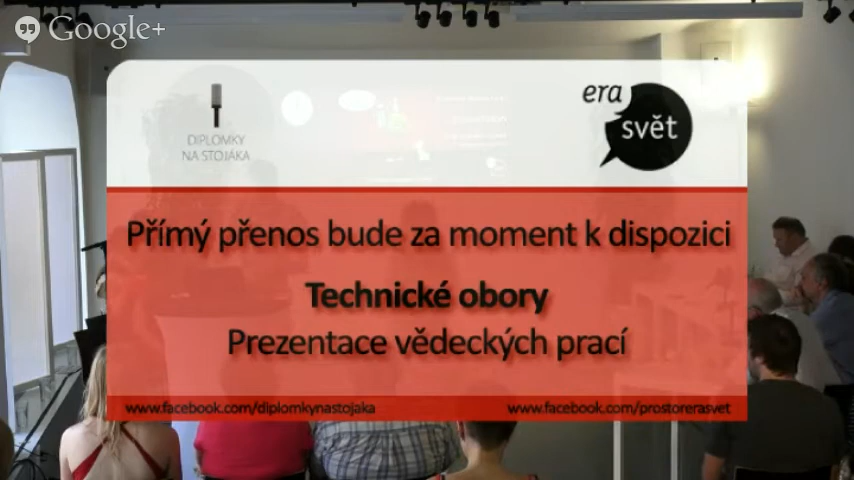 Google+
DIPLOMKY
NA STOJÁKA
era
svět
Přímý přenos bude za moment k dispozici
Technické obory
Prezentace vědeckých prací
www.facebook.com/diplomkynastojaka
www.facebook.com/prostorerasvet